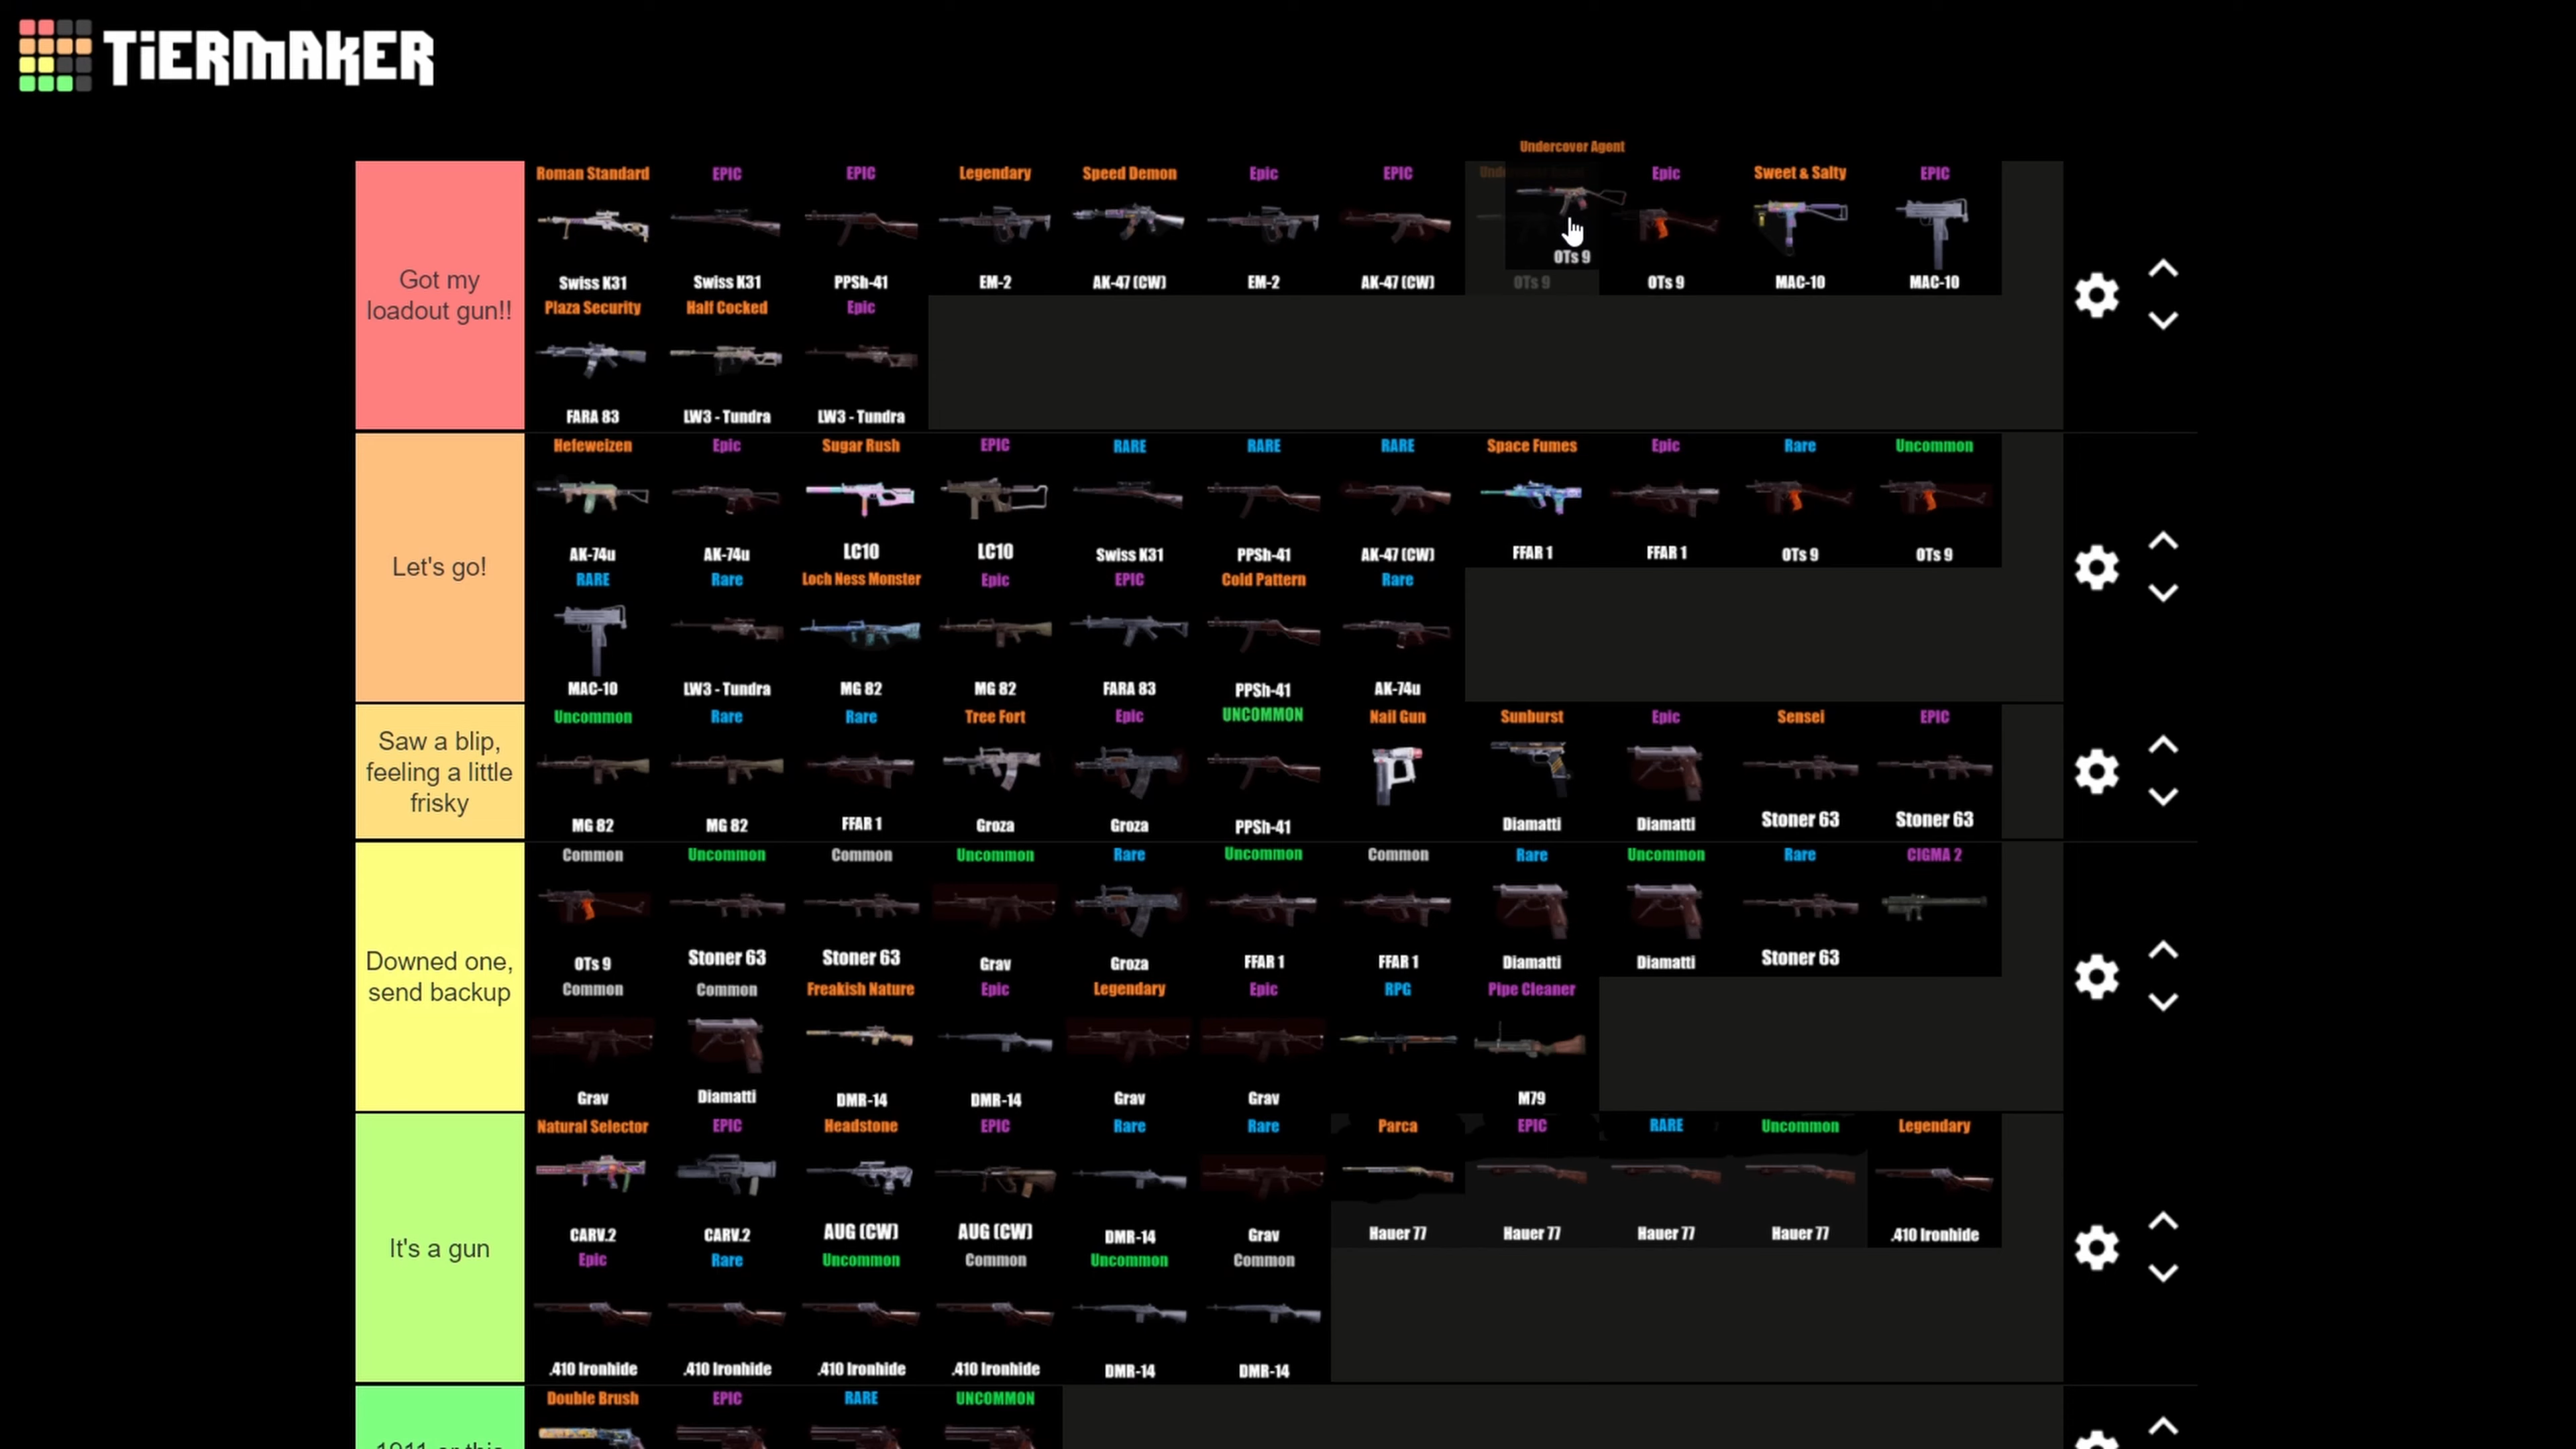 TiERMAKER
Undercover Agent
Got my
loadout gun!!
Roman Standard EPIC EPIC Legendary Speed Demon Epic EPIC Epic Sweet & Salty EPIC
OTs 9
Swiss K31 Swiss K31 PPSh-41 EM-2 AK-47 (CW) EM-2 AK-47 (CW) OTs 9 OTs 9 MAC-10 MAC-10
Plaza Security Half Cocked Epic
FARA 83 LW3 - Tundra LW3 - Tundra
Let's go!
Hefeweizen Epic Sugar Rush EPIC RARE RARE RARE Space Fumes Epic Rare Uncommon
AK-74u AK-74u LC10 LC10 Swiss K31 PPSh-41 AK-47 (CW) FFAR 1 FFAR 1 OTs 9 OTs 9
RARE Rare Loch Ness Monster Epic EPIC Cold Pattern Rare
MAC-10 LW3 - Tundra MG 82 MG 82 FARA 83 PPSh-41 AK-74u
Saw a blip,
feeling a little
frisky
Uncommon Rare Rare Tree Fort Epic UNCOMMON Nail Gun Sunburst Epic Sensei EPIC
MG 82 MG 82 FFAR 1 Groza Groza PPSh-41 Diamatti Diamatti Stoner 63 Stoner 63
Downed one,
send backup
Common Uncommon Common Uncommon Rare Uncommon Common Rare Uncommon Rare CIGMA 2
OTs 9 Stoner 63 Stoner 63 Grav Groza FFAR 1 FFAR 1 Diamatti Diamatti Stoner 63
Common Common Freakish Nature Epic Legendary Epic RPG Pipe Cleaner
Grav Diamatti DMR-14 DMR-14 Grav Grav M79
It's a gun
Natural Selector EPIC Headstone EPIC Rare Rare Parca EPIC RARE Uncommon Legendary
CARV.2 CARV.2 AUG (CW) AUG (CW) DMR-14 Grav Hauer 77 Hauer 77 Hauer 77 Hauer 77 .410 Ironhide
Epic Rare Uncommon Common Uncommon Common
.410 Ironhide .410 Ironhide .410 Ironhide .410 Ironhide DMR-14 DMR-14
Double Brush EPIC RARE UNCOMMON